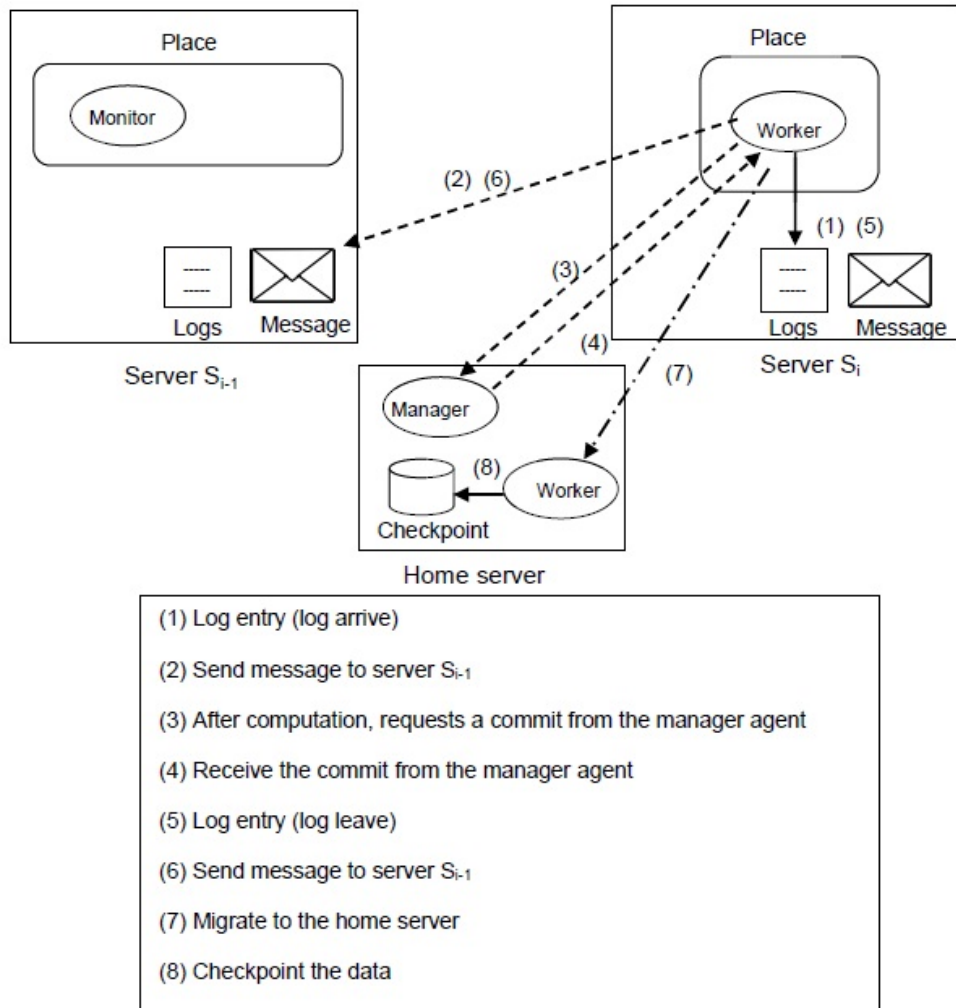 Place
Place
Monitor
Worker
(2) (6)
(1) (5)
(3)
Logs
Message
Logs
Message
(4)
Server Si-1
(7)
Server Si
Manager
(8)
Worker
Checkpoint
Home server
(1) Log entry (log arrive)
(2) Send message to server Si-1
(3) After computation, requests a commit from the manager agent
(4) Receive the commit from the manager agent
(5) Log entry (log leave)
(6) Send message to server Si-1
(7) Migrate to the home server
(8) Checkpoint the data